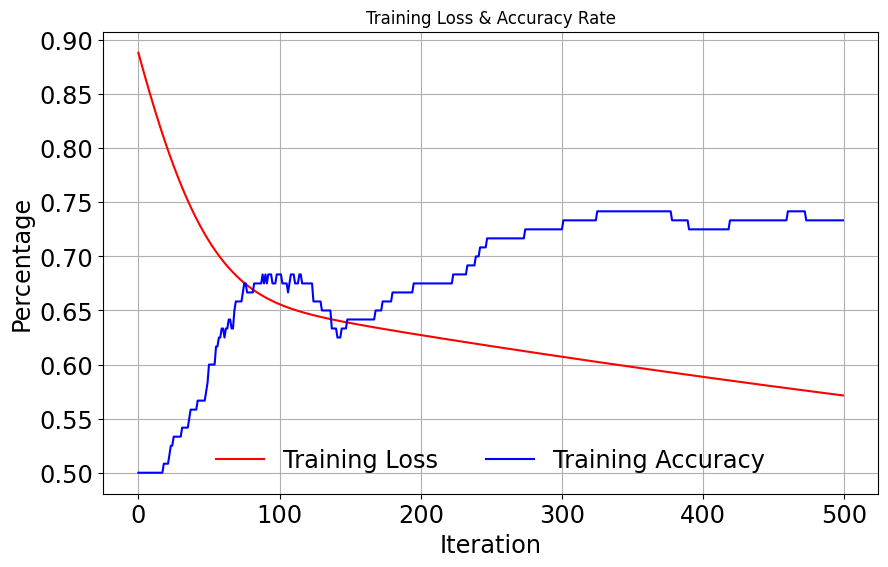 Training Loss & Accuracy Rate
0.90
0.85
0.80
0.75
0.70
0.65
0.60
0.55
0.50
Percentage
Training Loss
Training Accuracy
0 100 200 300 400 500
Iteration